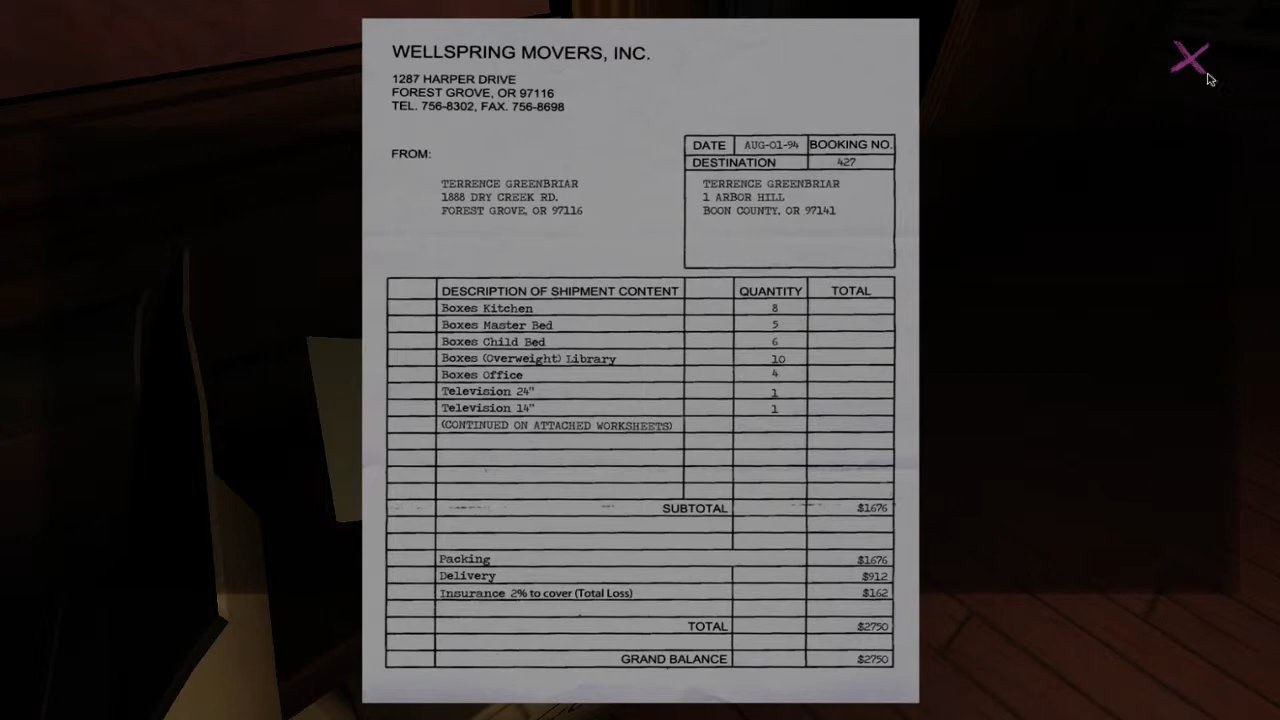 WELLSPRING MOVERS, INC.
1287 HARPER DRIVE
FOREST GROVE, OR 97116
TEL. 756-8302, FAX. 756-8698
DATE AUG-01-94 BOOKING NO.
FROM:
DESTINATION 427
TERRENCE GREENBRIAR
1888 DRY CREEK RD.
FOREST GROVE, OR 97116
TERRENCE GREENBRIAR
1 ARBOR HILL
BOON COUNTY, OR 97141
DESCRIPTION OF SHIPMENT CONTENT QUANTITY TOTAL
Boxes Kitchen 8
Boxes Master Bed 5
Boxes Child Bed 6
Boxes (Overweight) Library 10
Boxes Office 4
Television 24" 1
Television 14" 1
(CONTINUED ON ATTACHED WORKSHEETS)
SUBTOTAL $1676
Packing $1676
Delivery $912
Insurance 2% to cover (Total Loss) $162
TOTAL $2750
GRAND BALANCE $2750